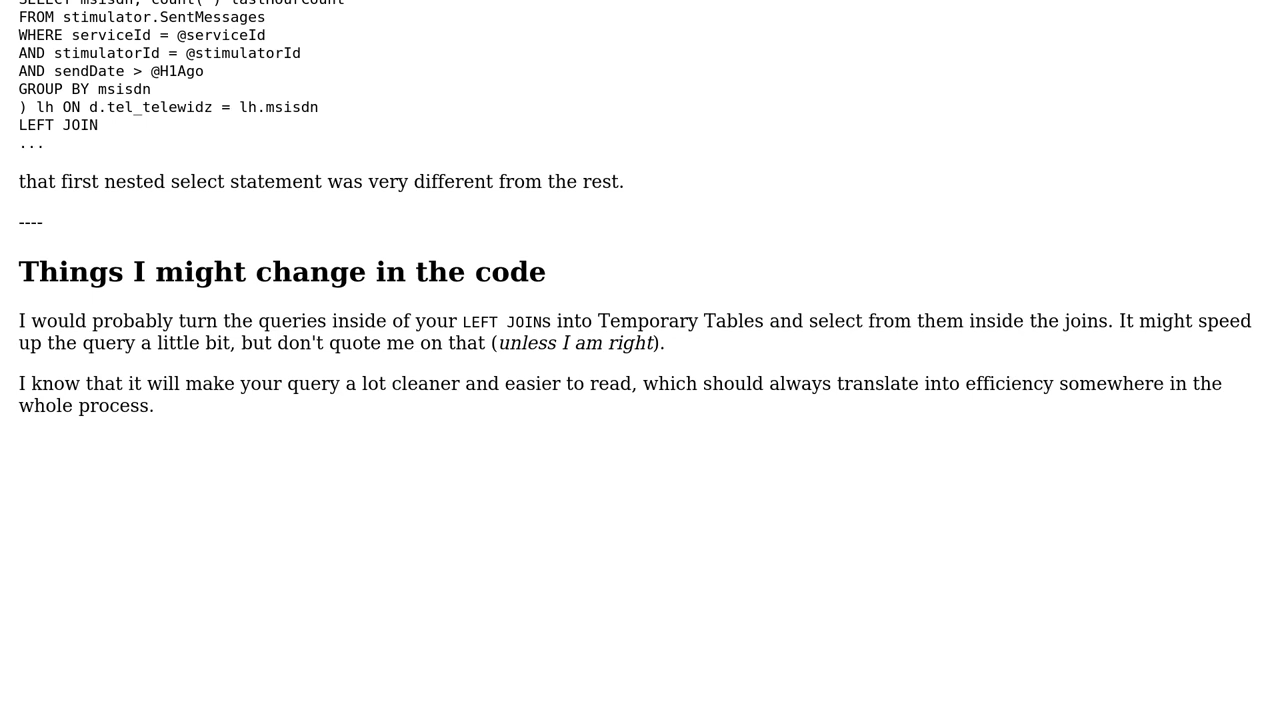 SELECT msisdn, count(*) lastHourCount
FROM stimulator.SentMessages
WHERE serviceId = @serviceId
AND stimulatorId = @stimulatorId
AND sendDate > @H1Ago
GROUP BY msisdn
) lh ON d.tel_telewidz = lh.msisdn
LEFT JOIN
...
that first nested select statement was very different from the rest.
----
Things I might change in the code
I would probably turn the queries inside of your LEFT JOINs into Temporary Tables and select from them inside the joins. It might speed
up the query a little bit, but don't quote me on that (unless I am right).
I know that it will make your query a lot cleaner and easier to read, which should always translate into efficiency somewhere in the
whole process.